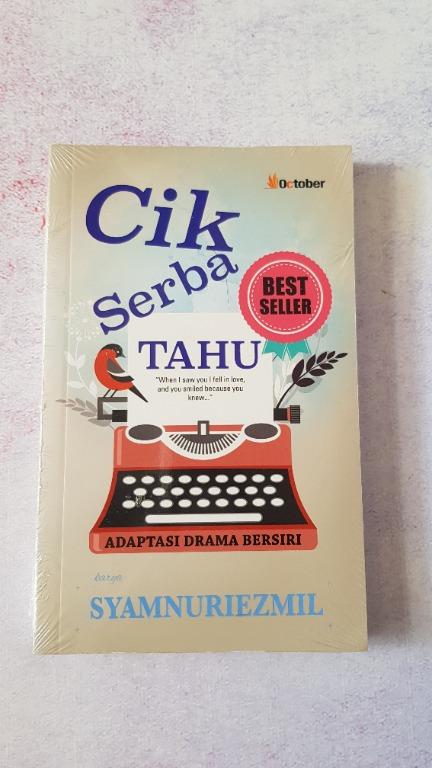 October
Cik
Serba
BEST
SELLER
TAHU
"When I saw you I fell in love,
and you smiled because you
knew..."
ADAPTASI DRAMA BERSIRI
karya
SYAMNURIEZMIL